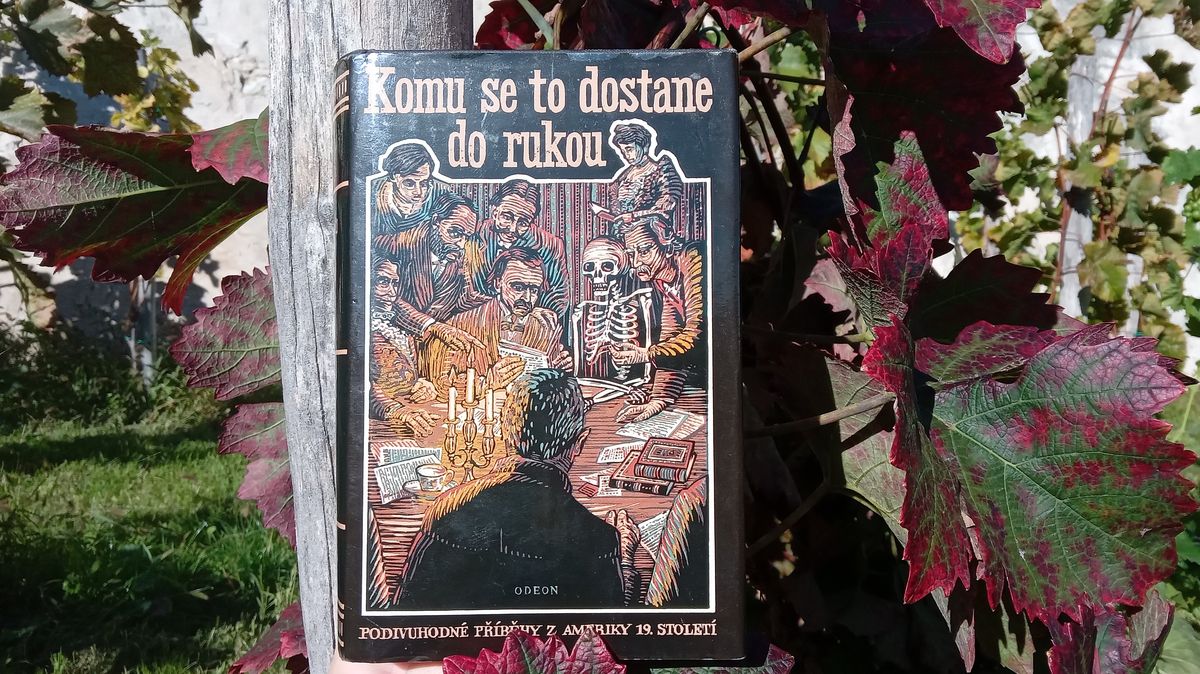 Komu se to dostane
do rukou
ODEON
PODIVUHODNÉ PŘÍBĚHY Z AMERIKY 19. STOLETÍ